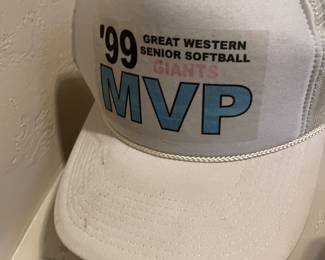 '99 GREAT WESTERN
SENIOR SOFTBALL
GIANTS
MVP